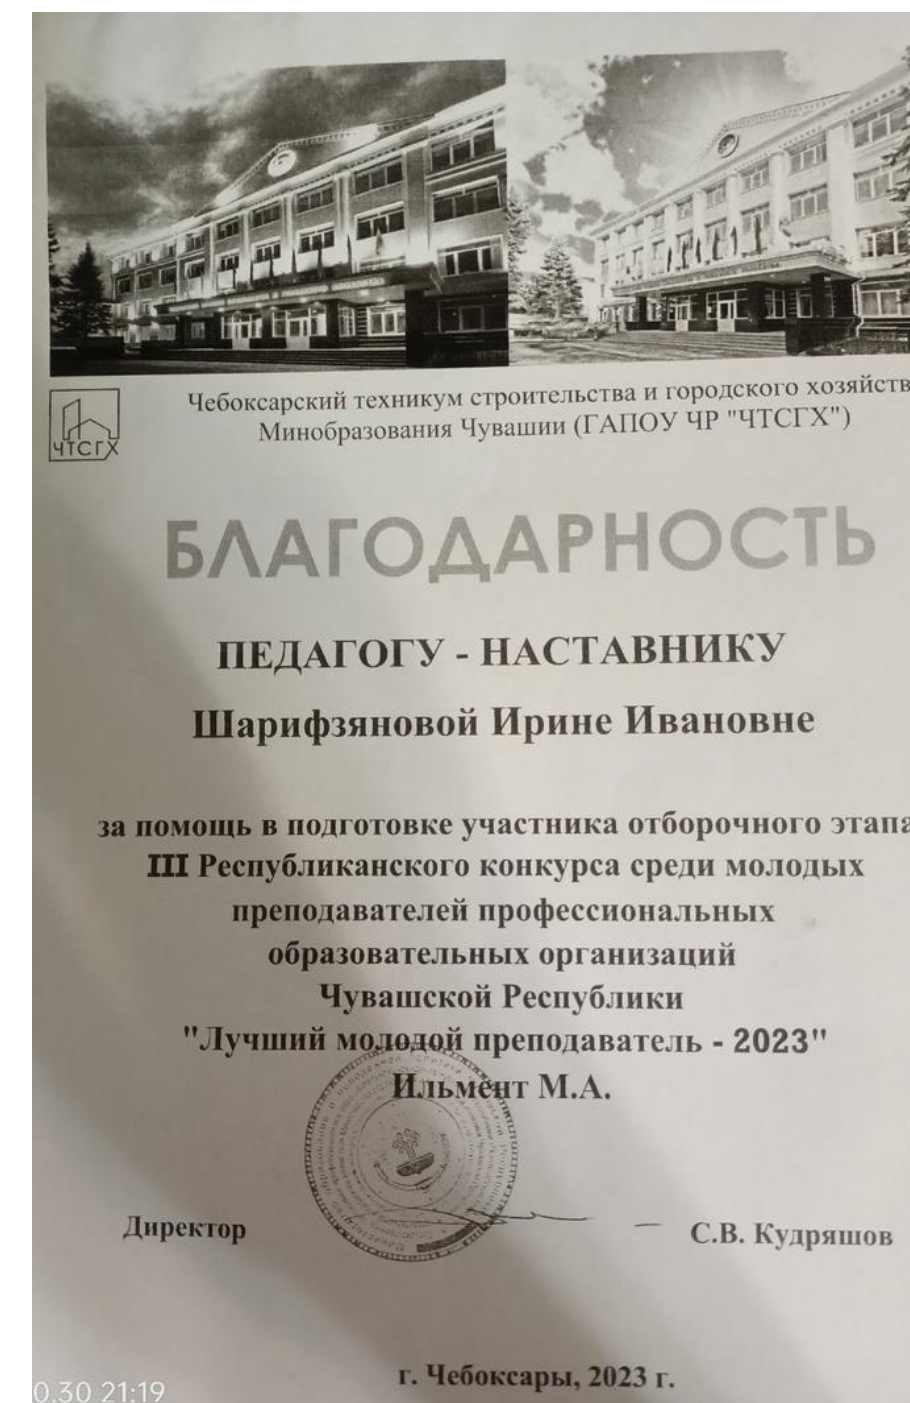 ЧТСГХ
Чебоксарский техникум строительства и городского хозяйств
Минобразования Чувашии (ГАПОУ ЧР "ЧТСГХ")
БЛАГОДАРНОСТЬ
ПЕДАГОГУ - НАСТАВНИКУ
Шарифзяновой Ирине Ивановне
за помощь в подготовке участника отборочного этапа
III Республиканского конкурса среди молодых
преподавателей профессиональных
образовательных организаций
Чувашской Республики
"Лучший молодой преподаватель - 2023"
Ильмент М.А.
Директор
С.В. Кудряшов
г. Чебоксары, 2023 г.
0.30 21:19